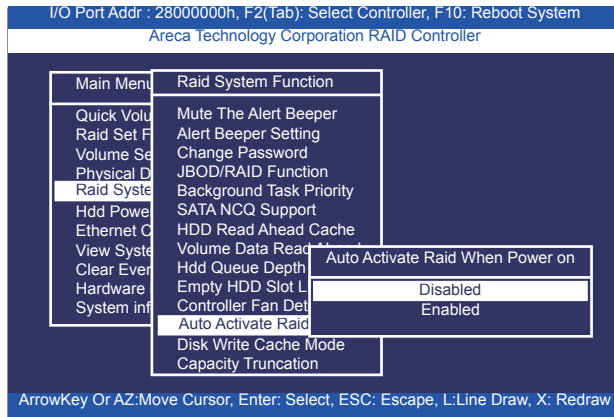 I/O Port Addr : 28000000h, F2(Tab): Select Controller, F10: Reboot System
Areca Technology Corporation RAID Controller
Main Menu
Quick Volu
Raid Set F
Volume Se
Physical D
Raid Syste
Hdd Power
Ethernet C
View Syste
Clear Even
Hardware
System inf
Raid System Function
Mute The Alert Beeper
Alert Beeper Setting
Change Password
JBOD/RAID Function
Background Task Priority
SATA NCQ Support
HDD Read Ahead Cache
Volume Data Read Ahead
Hdd Queue Depth
Empty HDD Slot L
Controller Fan Det
Auto Activate Raid
Disk Write Cache Mode
Capacity Truncation
Auto Activate Raid When Power on
Disabled
Enabled
ArrowKey Or AZ:Move Cursor, Enter: Select, ESC: Escape, L:Line Draw, X: Redraw